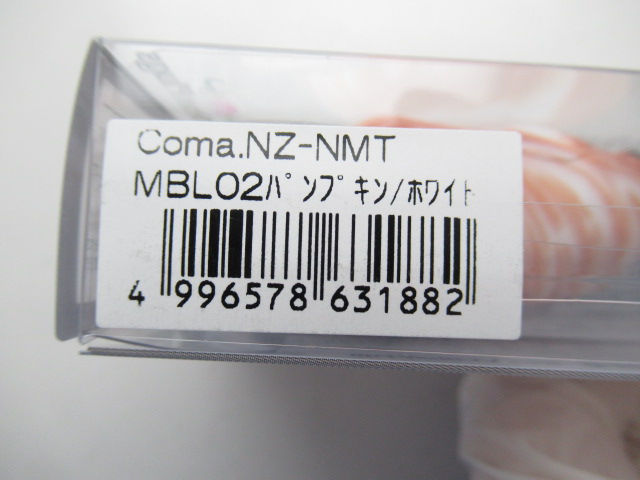 Coma.NZ-NMT
MBL02ﾊﾟﾝﾌﾟｷﾝ/ﾎﾜｲﾄ
4 996578 631882